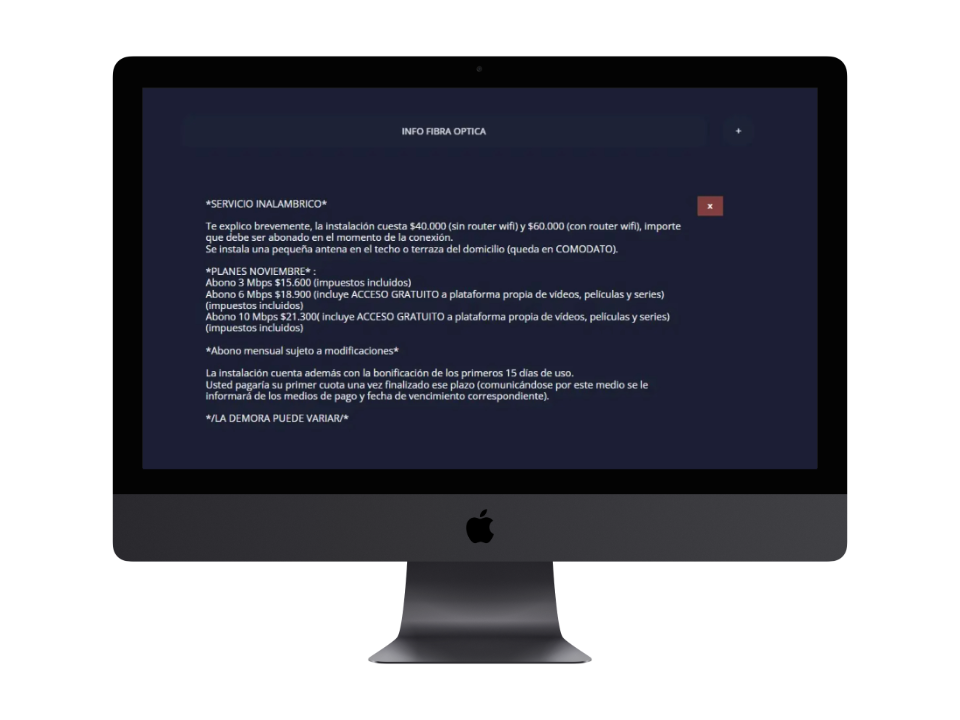 INFO FIBRA OPTICA
+
*SERVICIO INALAMBRICO*
x
Te explico brevemente, la instalación cuesta $40.000 (sin router wifi) y $60.000 (con router wifi), importe
que debe ser abonado en el momento de la conexión.
Se instala una pequeña antena en el techo o terraza del domicilio (queda en COMODATO).
*PLANES NOVIEMBRE* :
Abono 3 Mbps $15.600 (impuestos incluidos)
Abono 6 Mbps $18.900 (incluye ACCESO GRATUITO a plataforma propia de vídeos, películas y series)
(impuestos incluidos)
Abono 10 Mbps $21.300( incluye ACCESO GRATUITO a plataforma propia de vídeos, películas y series)
(impuestos incluidos)
*Abono mensual sujeto a modificaciones*
La instalación cuenta además con la bonificación de los primeros 15 días de uso.
Usted pagaría su primer cuota una vez finalizado ese plazo (comunicándose por este medio se le
informará de los medios de pago y fecha de vencimiento correspondiente).
*/LA DEMORA PUEDE VARIAR/*